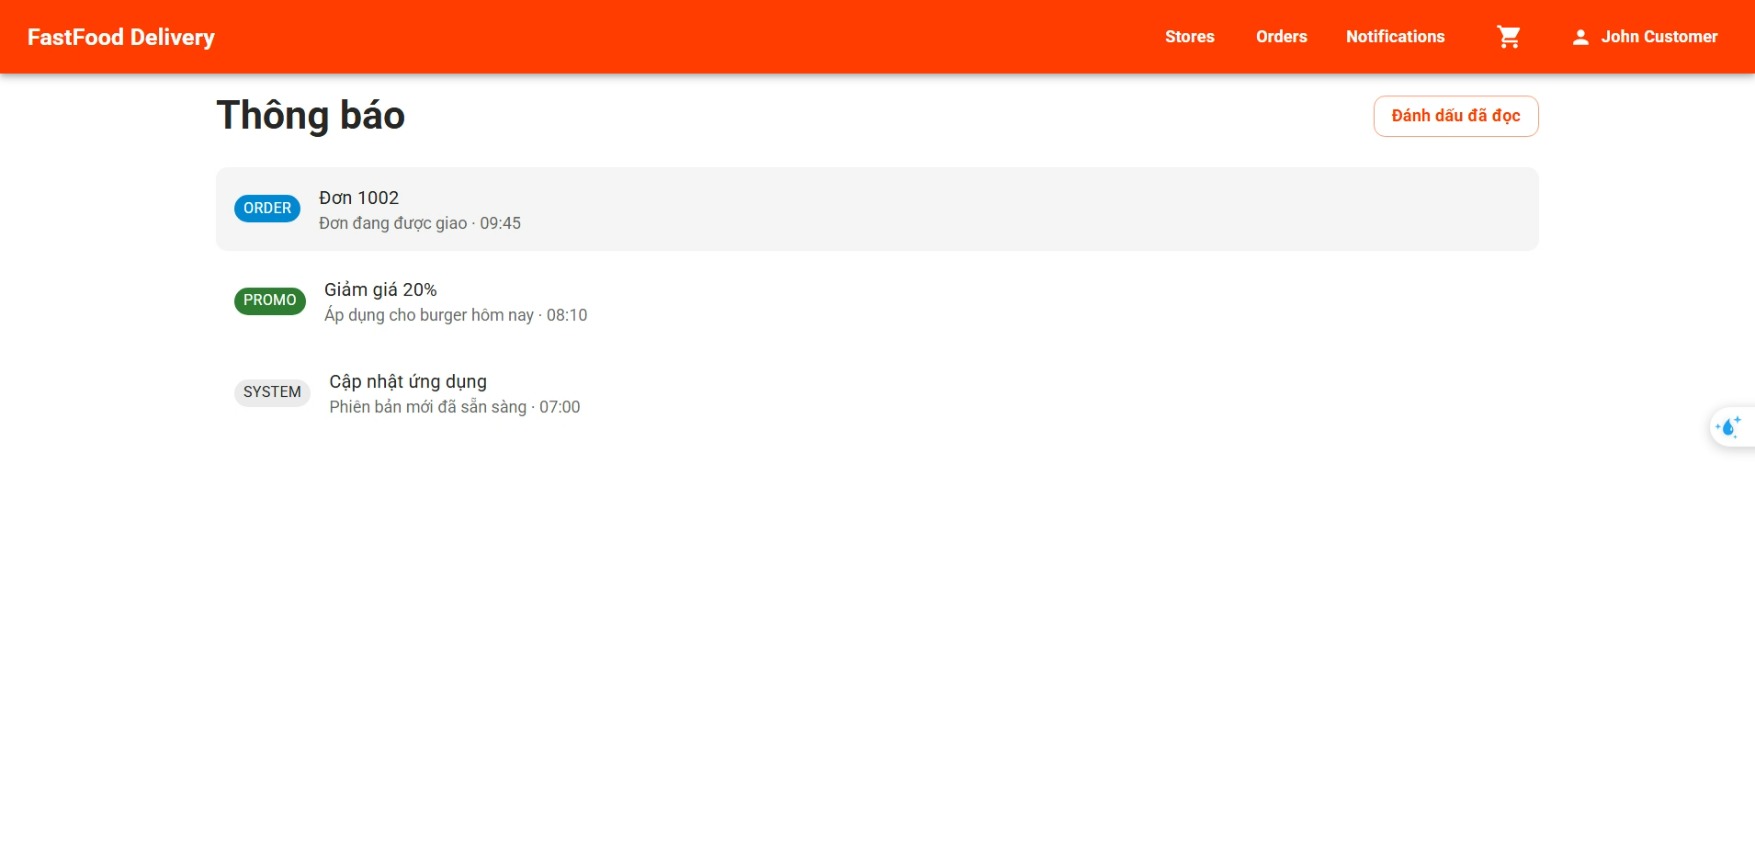 FastFood Delivery
Stores
Orders
Notifications
John Customer
Thông báo
Đánh dấu đã đọc
ORDER
Đơn 1002
Đơn đang được giao · 09:45
PROMO
Giảm giá 20%
Áp dụng cho burger hôm nay · 08:10
SYSTEM
Cập nhật ứng dụng
Phiên bản mới đã sẵn sàng · 07:00